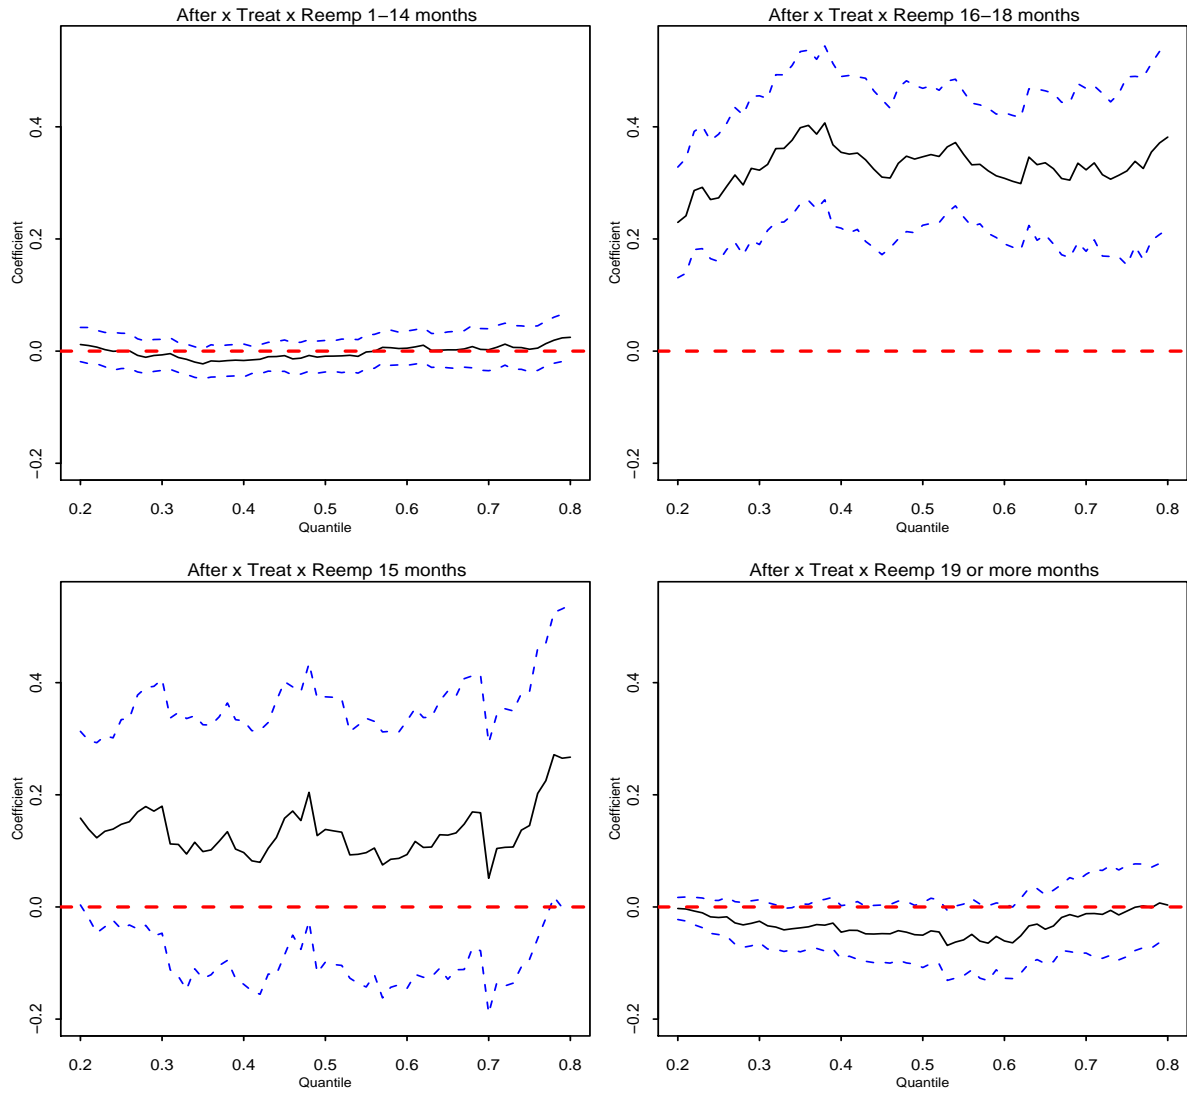 After x Treat x Reemp 1−14 months
Coefficient
0.4
0.2
0.0
−0.2
0.2 0.3 0.4 0.5 0.6 0.7 0.8
Quantile
After x Treat x Reemp 16−18 months
Coefficient
0.4
0.2
0.0
−0.2
0.2 0.3 0.4 0.5 0.6 0.7 0.8
Quantile
After x Treat x Reemp 15 months
Coefficient
0.4
0.2
0.0
−0.2
0.2 0.3 0.4 0.5 0.6 0.7 0.8
Quantile
After x Treat x Reemp 19 or more months
Coefficient
0.4
0.2
0.0
−0.2
0.2 0.3 0.4 0.5 0.6 0.7 0.8
Quantile